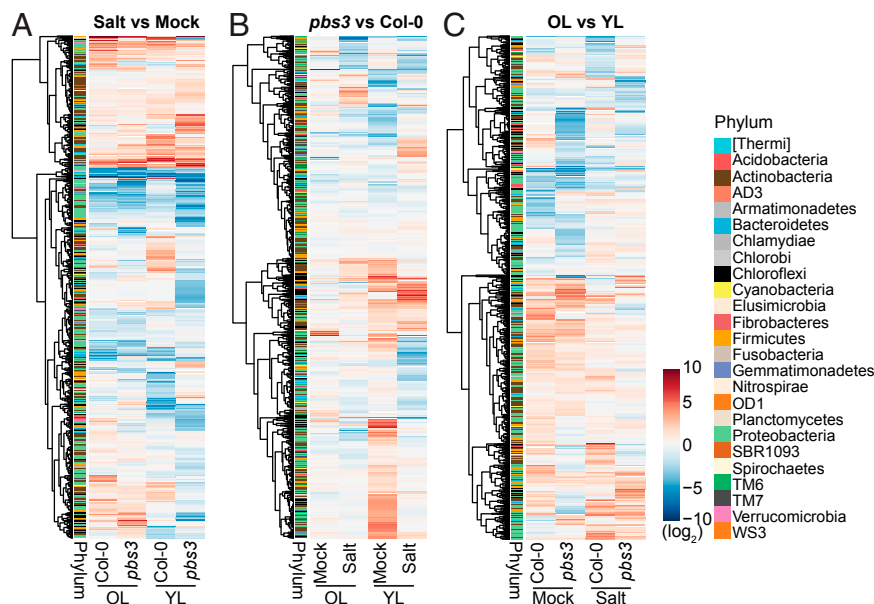 A Salt vs Mock
B pbs3 vs Col-0
C OL vs YL
Phylum
[Thermi]
Acidobacteria
Actinobacteria
AD3
Armatimonadetes
Bacteroidetes
Chlamydiae
Chlorobi
Chloroflexi
Cyanobacteria
Elusimicrobia
Fibrobacteres
Firmicutes
Fusobacteria
Gemmatimonadetes
Nitrospirae
OD1
Planctomycetes
Proteobacteria
SBR1093
Spirochaetes
TM6
TM7
Verrucomicrobia
WS3
10
5
0
−5
−10
(log2)
Phylum
Col-0
pbs3
Col-0
pbs3
OL
YL
Phylum
Mock
Salt
Mock
Salt
OL
YL
Phylum
Col-0
pbs3
Col-0
pbs3
Mock
Salt